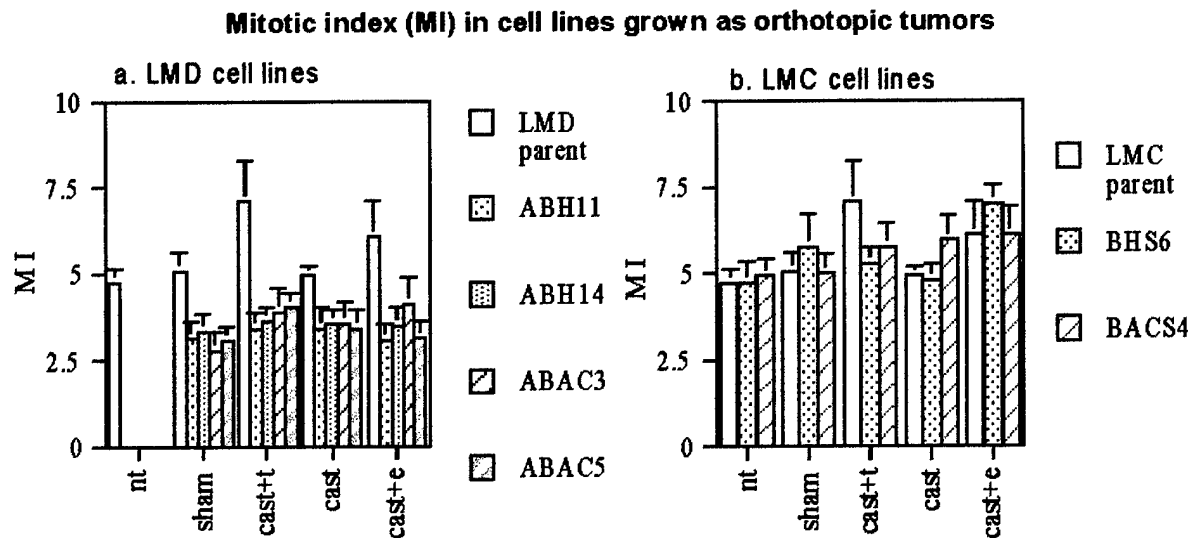 Mitotic index (MI) in cell lines grown as orthotopic tumors
a. LMD cell lines
10
7.5
5
2.5
0
MI
nt
sham
cast+t
cast
cast+e
LMD
parent
ABH11
ABH14
ABAC3
ABAC5
b. LMC cell lines
10
7.5
5
2.5
0
MI
nt
sham
cast+t
cast
cast+e
LMC
parent
BHS6
BACS4